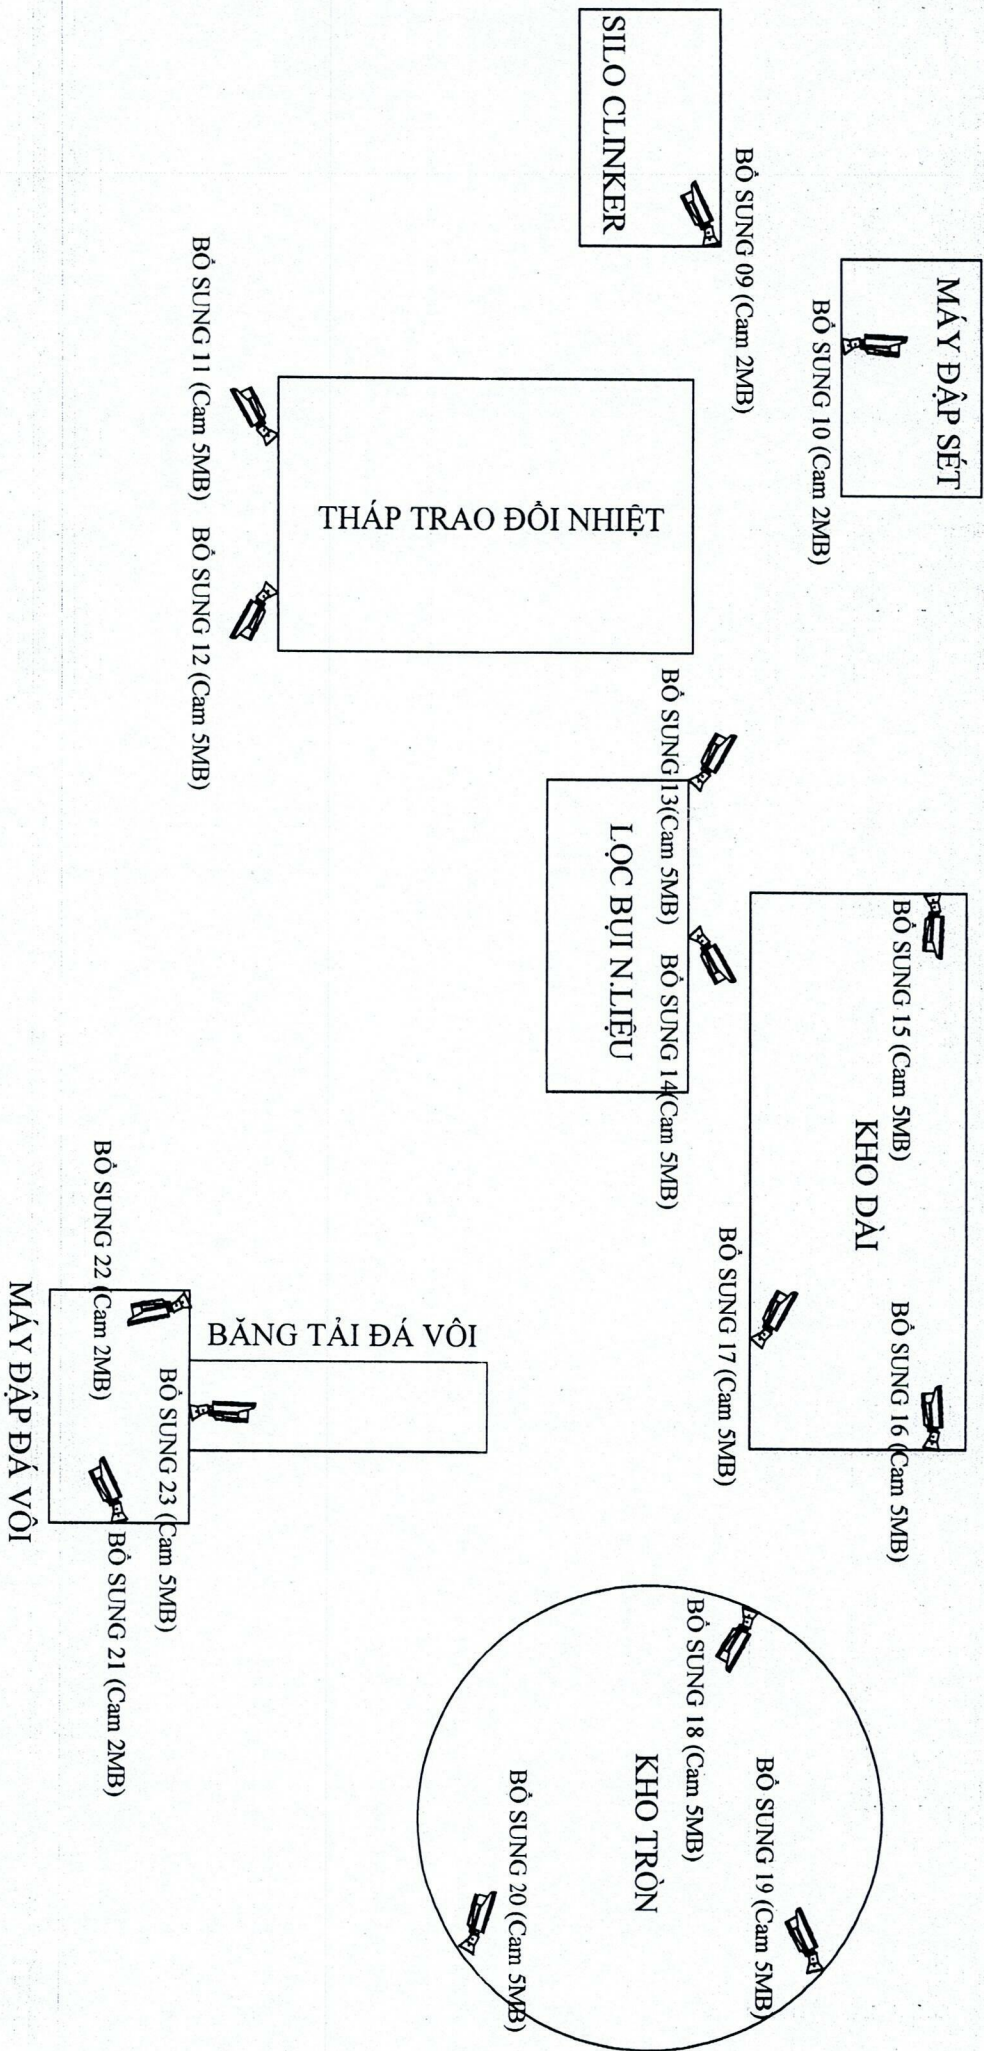 MÁY ĐẬP SÉT
BỔ SUNG 10 (Cam 2MB)
BỔ SUNG 09 (Cam 2MB)
SILO CLINKER
THÁP TRAO ĐỔI NHIỆT
BỔ SUNG 11 (Cam 5MB)
BỔ SUNG 12 (Cam 5MB)
BỔ SUNG 13(Cam 5MB)
BỔ SUNG 14(Cam 5MB)
LỌC BỤI N.LIỆU
BỔ SUNG 15 (Cam 5MB)
BỔ SUNG 16 (Cam 5MB)
KHO DÀI
BỔ SUNG 17 (Cam 5MB)
BĂNG TẢI ĐÁ VÔI
BỔ SUNG 23 (Cam 5MB)
BỔ SUNG 22 (Cam 2MB)
BỔ SUNG 21 (Cam 2MB)
MÁY ĐẬP ĐÁ VÔI
BỔ SUNG 19 (Cam 5MB)
BỔ SUNG 18 (Cam 5MB)
KHO TRÒN
BỔ SUNG 20 (Cam 5MB)